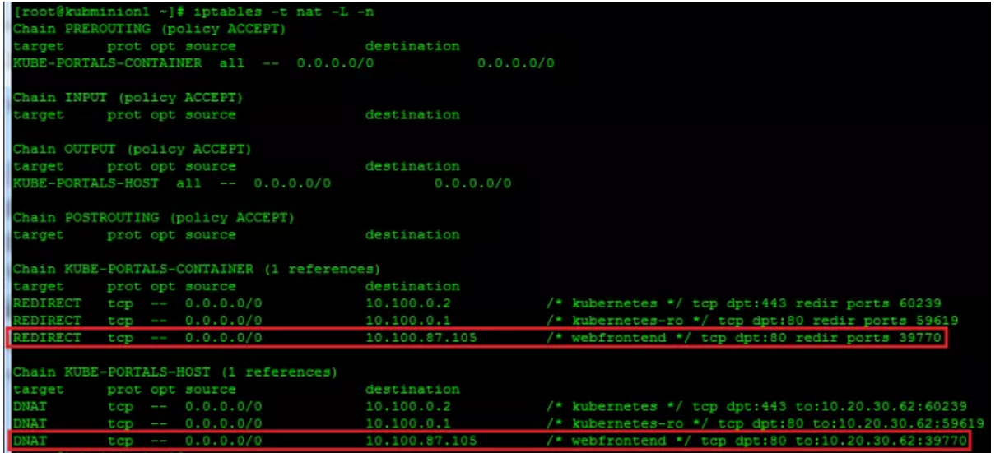 [root@kubminion1 ~]# iptables -t nat -L -n
Chain PREROUTING (policy ACCEPT)
target     prot opt source               destination
KUBE-PORTALS-CONTAINER  all  --  0.0.0.0/0            0.0.0.0/0

Chain INPUT (policy ACCEPT)
target     prot opt source               destination

Chain OUTPUT (policy ACCEPT)
target     prot opt source               destination
KUBE-PORTALS-HOST  all  --  0.0.0.0/0            0.0.0.0/0

Chain POSTROUTING (policy ACCEPT)
target     prot opt source               destination

Chain KUBE-PORTALS-CONTAINER (1 references)
target     prot opt source               destination
REDIRECT   tcp  --  0.0.0.0/0            10.100.0.2           /* kubernetes */ tcp dpt:443 redir ports 60239
REDIRECT   tcp  --  0.0.0.0/0            10.100.0.1           /* kubernetes-ro */ tcp dpt:80 redir ports 59619
REDIRECT   tcp  --  0.0.0.0/0            10.100.87.105        /* webfrontend */ tcp dpt:80 redir ports 39770

Chain KUBE-PORTALS-HOST (1 references)
target     prot opt source               destination
DNAT       tcp  --  0.0.0.0/0            10.100.0.2           /* kubernetes */ tcp dpt:443 to:10.20.30.62:60239
DNAT       tcp  --  0.0.0.0/0            10.100.0.1           /* kubernetes-ro */ tcp dpt:80 to:10.20.30.62:59619
DNAT       tcp  --  0.0.0.0/0            10.100.87.105        /* webfrontend */ tcp dpt:80 to:10.20.30.62:39770